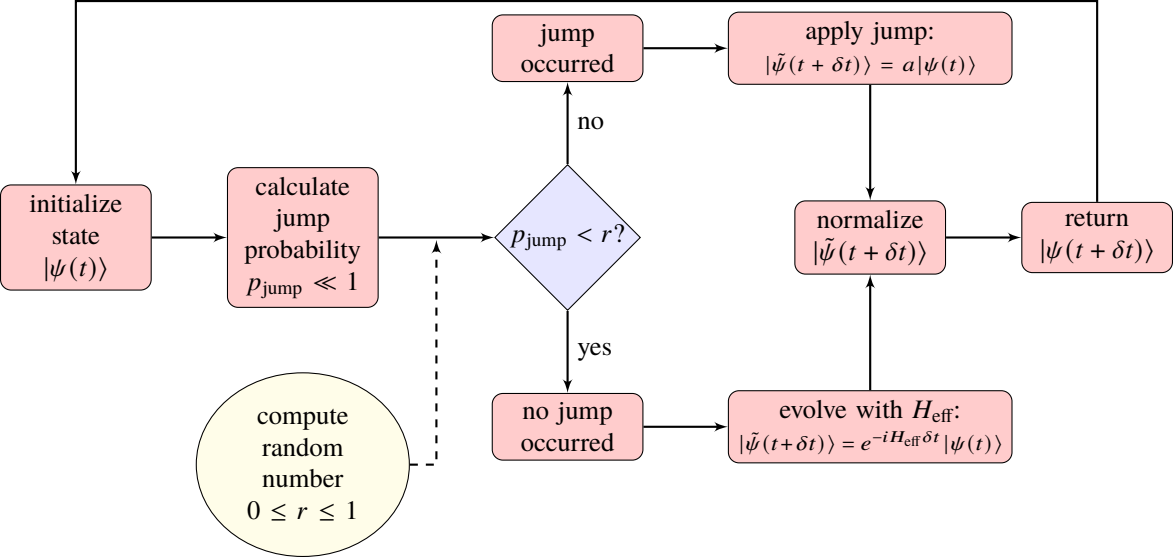 jump
occurred
apply jump:
|ψ̃(t + δt)⟩ = a|ψ(t)⟩
no
initialize
state
|ψ(t)⟩
calculate
jump
probability
p_jump ≪ 1
p_jump < r?
normalize
|ψ̃(t + δt)⟩
return
|ψ(t + δt)⟩
yes
compute
random
number
0 ≤ r ≤ 1
no jump
occurred
evolve with H_eff:
|ψ̃(t+δt)⟩ = e^{−iH_eff δt}|ψ(t)⟩